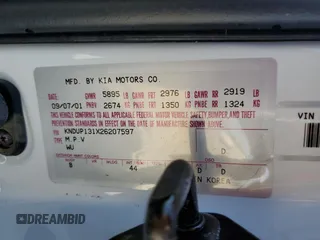 MFD. BY KIA MOTORS CO.
DATE GVWR 5895 LB GAWR FRT 2976 LB GAWR RR 2919 LB
09/07/01 PNBV 2674 KG PNBE FRT 1350 KG PNBE RR 1324 KG
THIS VEHICLE CONFORMS TO ALL APPLICABLE
FEDERAL MOTOR VEHICLE SAFETY, BUMPER, AND THEFT
PREVENTION STANDARDS IN EFFECT ON THE DATE OF
MANUFACTURE SHOWN ABOVE.
KNDUP131X26207597
M.P.V
WU D
44 D D
IN KOREA
VIN
DREAMBID